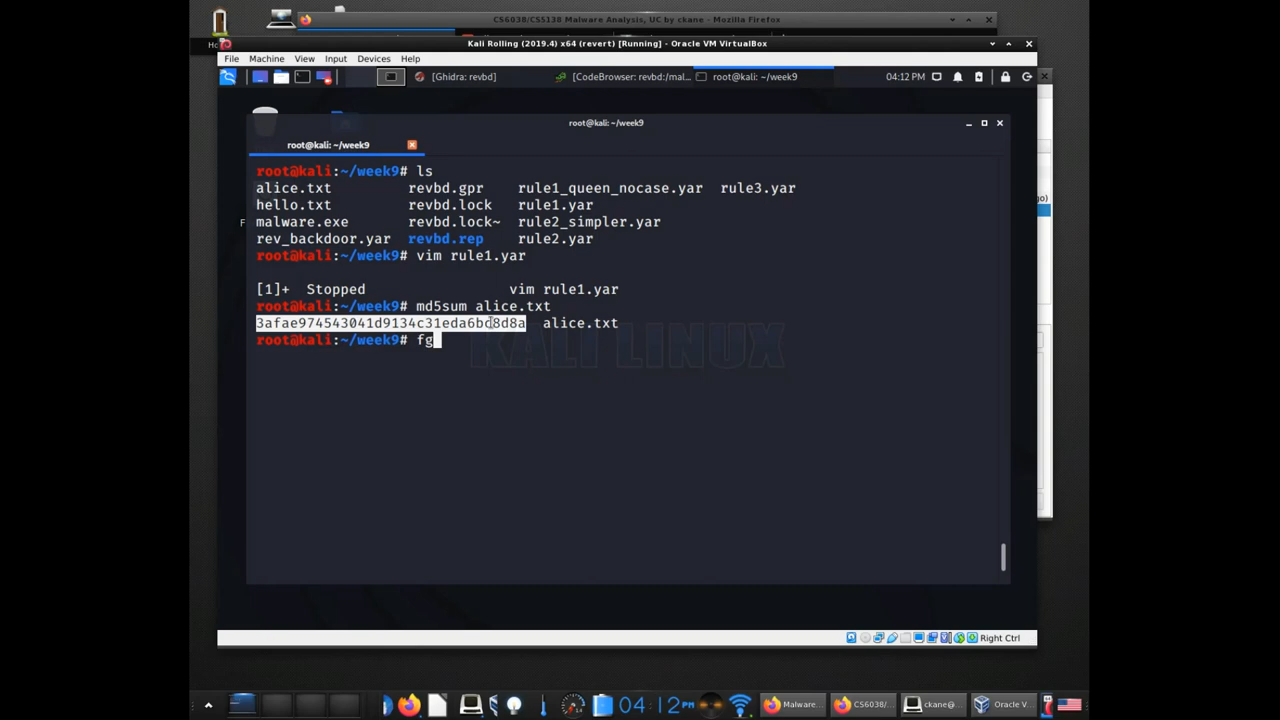 CS6038/CS5138 Malware Analysis, UC by ckane - Mozilla Firefox
Kali Rolling (2019.4) x64 (revert) [Running] - Oracle VM VirtualBox
File Machine View Input Devices Help
[Ghidra: revbd] [CodeBrowser: revbd:/mal... root@kali: ~/week9 04:12 PM
root@kali: ~/week9
root@kali: ~/week9
root@kali:~/week9# ls
alice.txt revbd.gpr rule1_queen_nocase.yar rule3.yar
hello.txt revbd.lock rule1.yar
malware.exe revbd.lock~ rule2_simpler.yar
rev_backdoor.yar revbd.rep rule2.yar
root@kali:~/week9# vim rule1.yar
[1]+ Stopped vim rule1.yar
root@kali:~/week9# md5sum alice.txt
3afae974543041d9134c31eda6bc8d8a alice.txt
root@kali:~/week9# fg
KALI LINUX
Right Ctrl
04:12 PM Malware... CS6038/... ckane@... Oracle V...